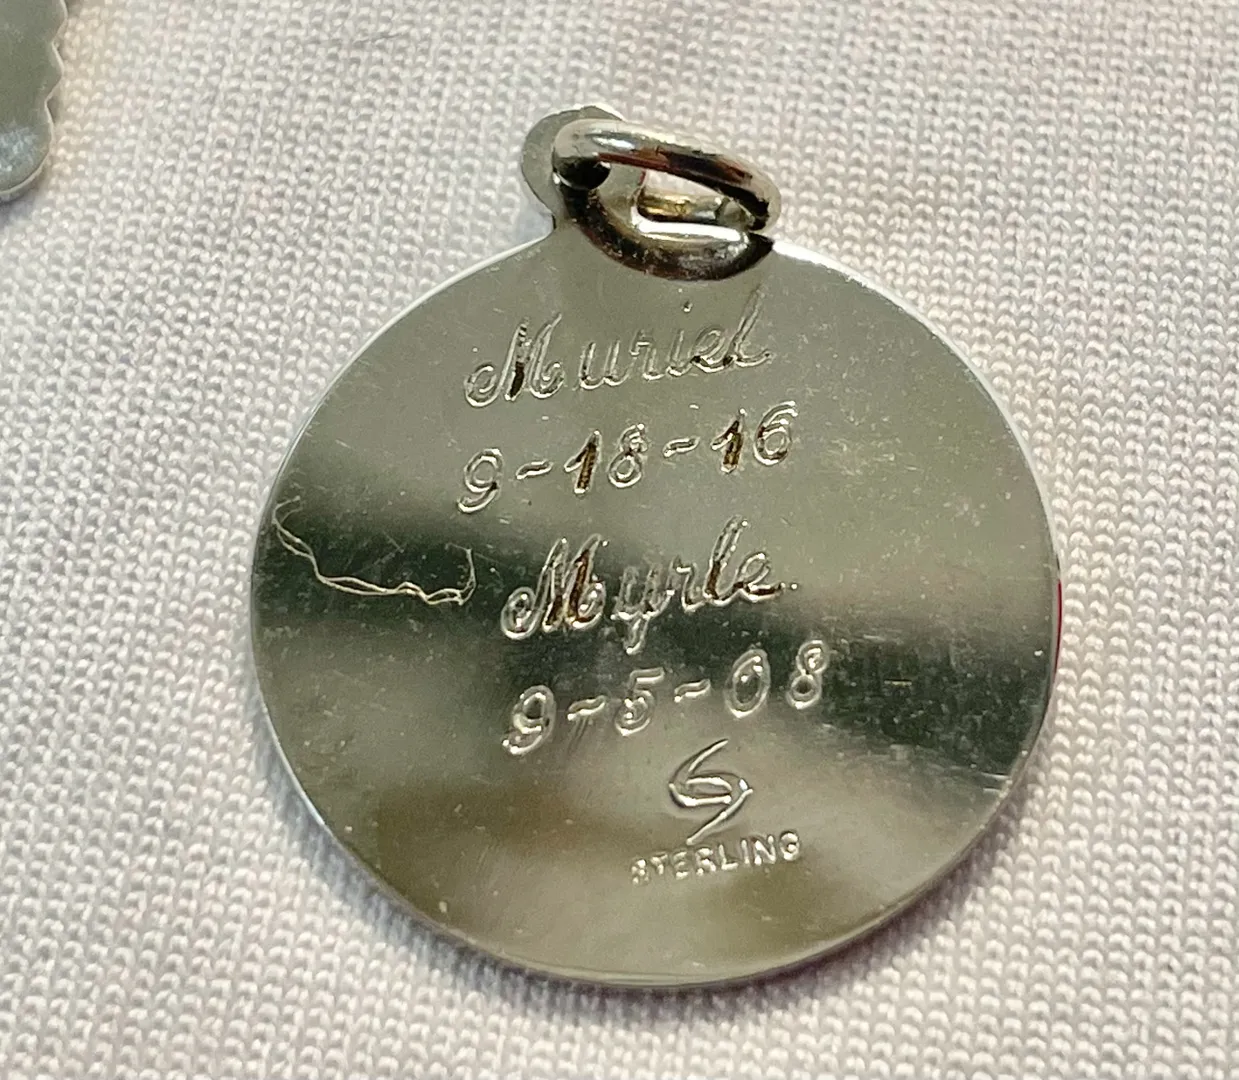 Muriel
9-18-16
Myrle
9-5-08
STERLING